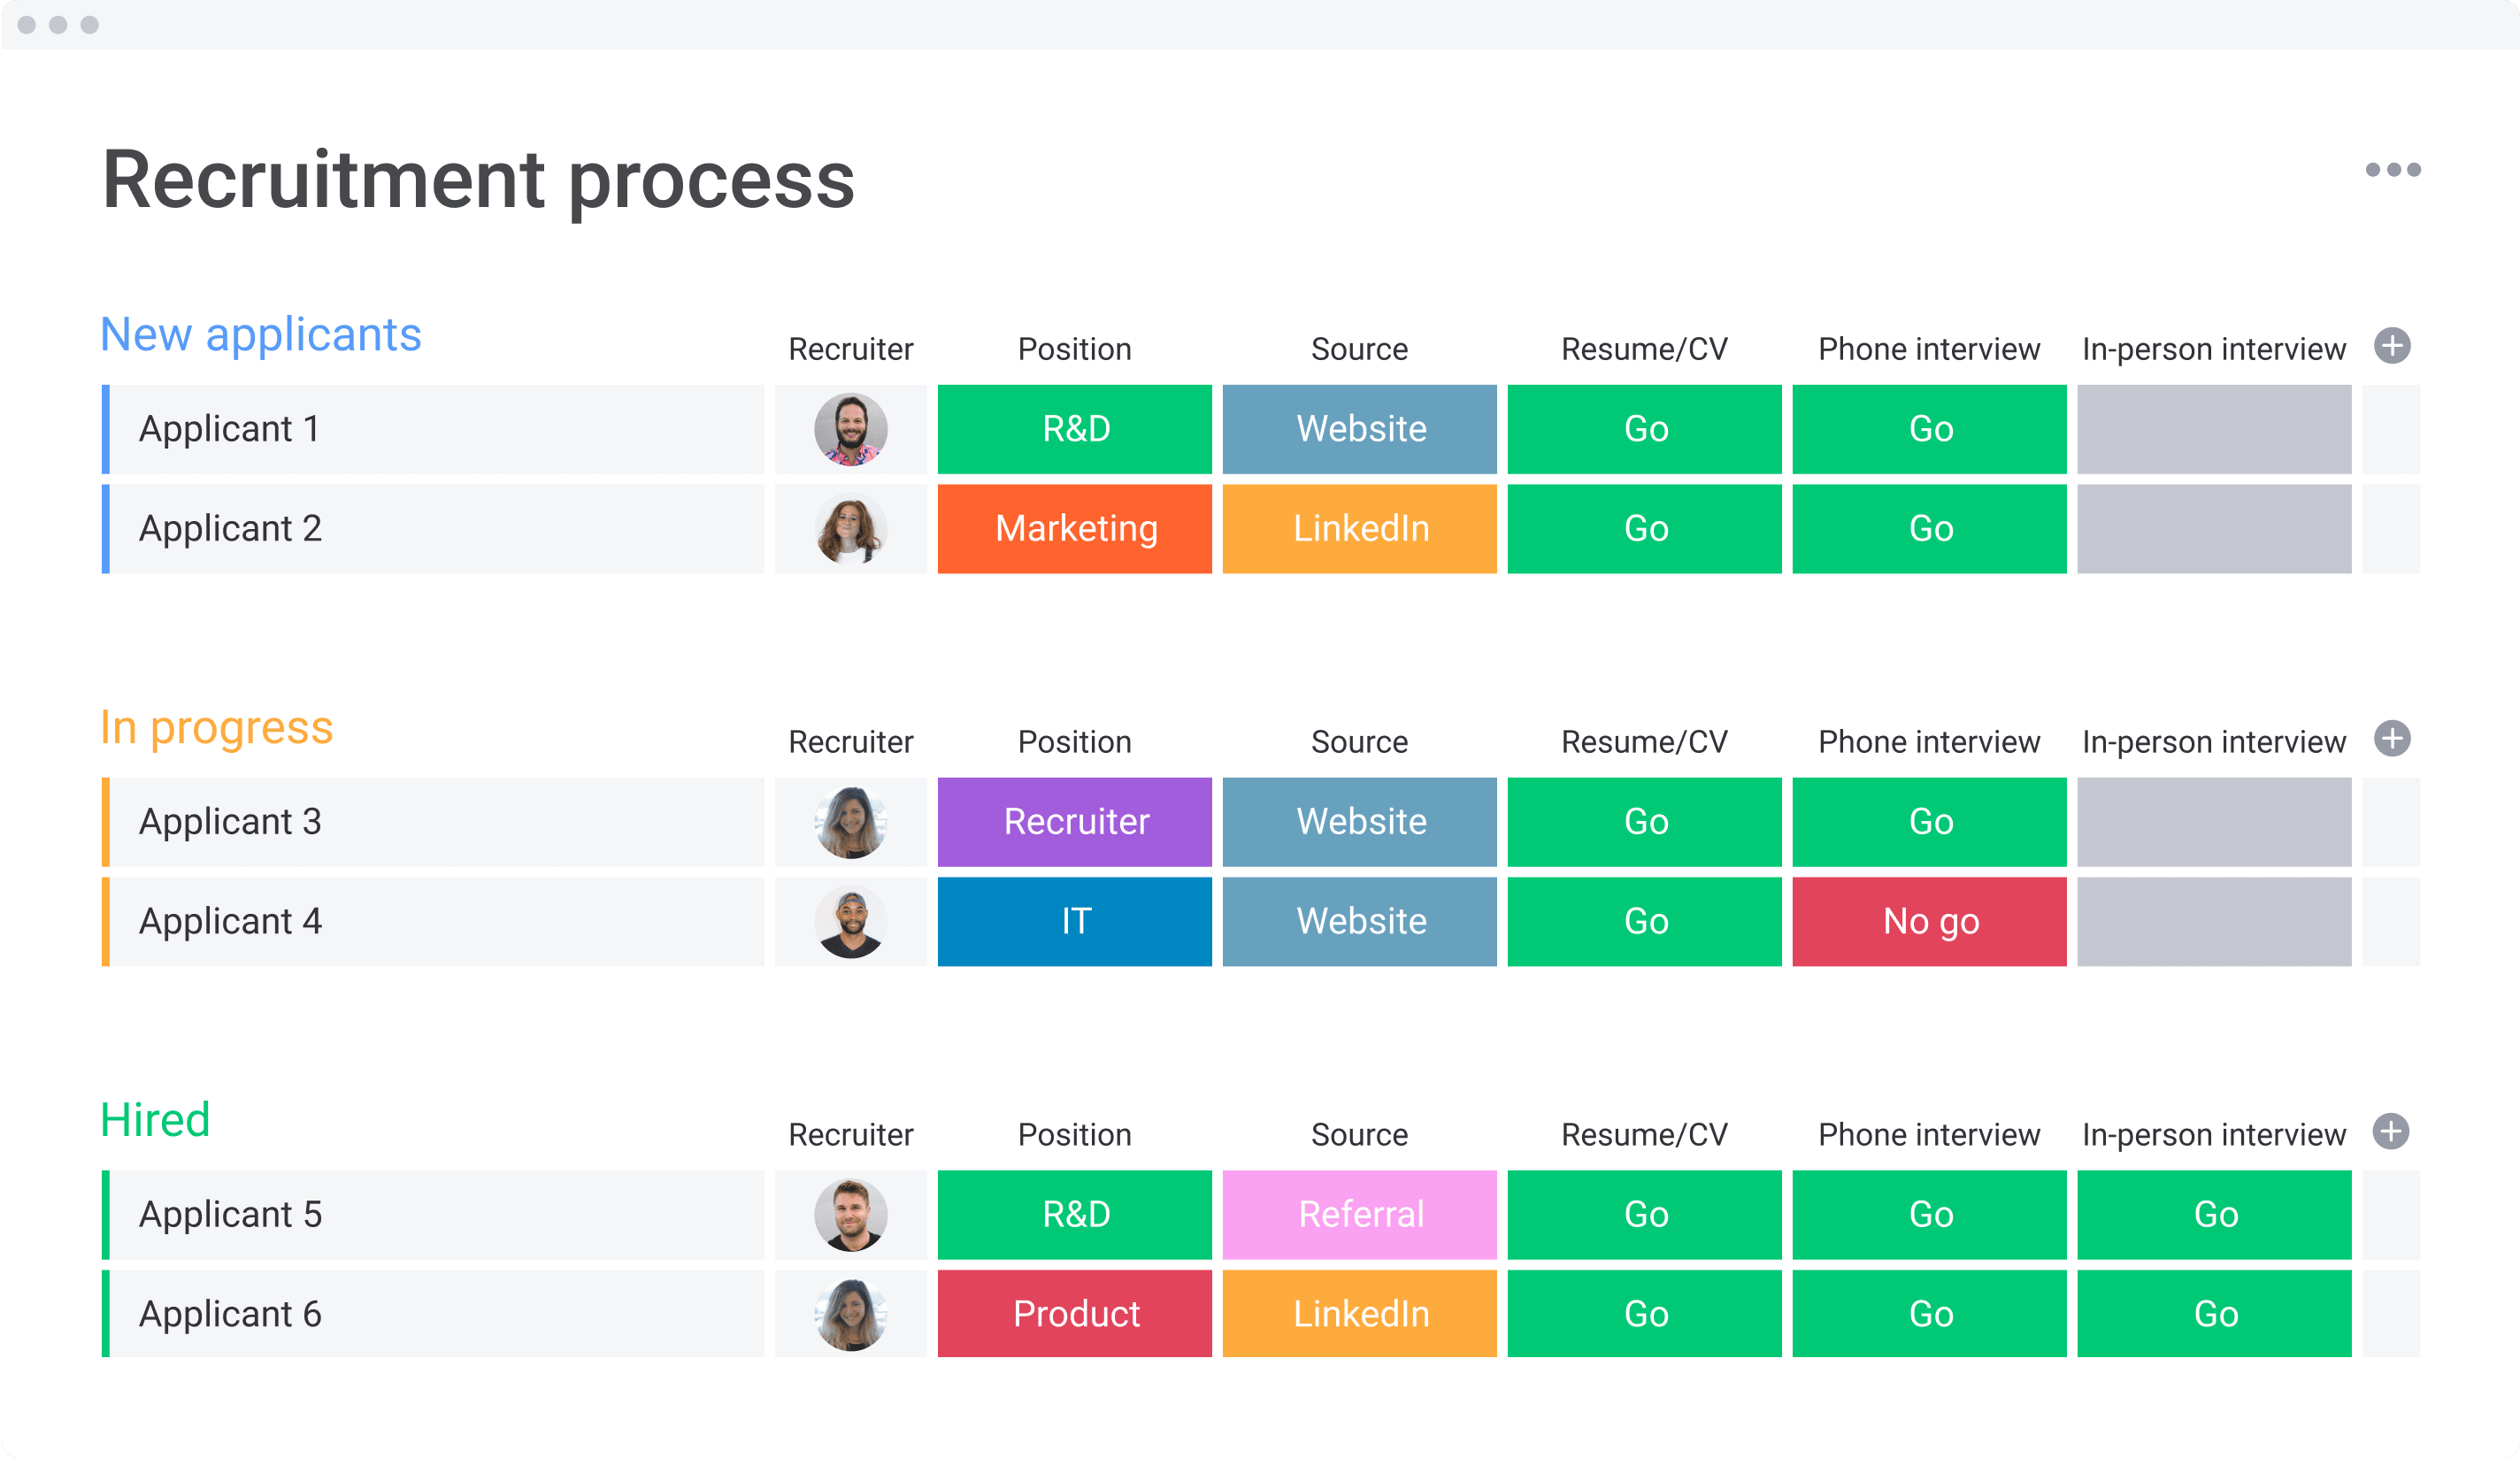 Recruitment process
New applicants
Recruiter Position Source Resume/CV Phone interview In-person interview
Applicant 1 R&D Website Go Go
Applicant 2 Marketing LinkedIn Go Go
In progress
Recruiter Position Source Resume/CV Phone interview In-person interview
Applicant 3 Recruiter Website Go Go
Applicant 4 IT Website Go No go
Hired
Recruiter Position Source Resume/CV Phone interview In-person interview
Applicant 5 R&D Referral Go Go Go
Applicant 6 Product LinkedIn Go Go Go